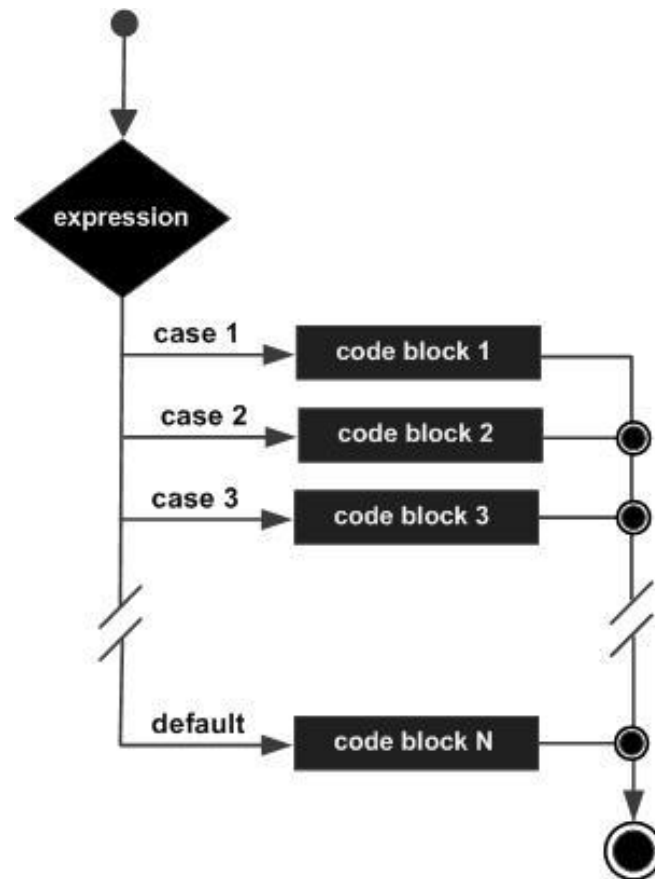 expression
case 1
code block 1
case 2
code block 2
case 3
code block 3
default
code block N